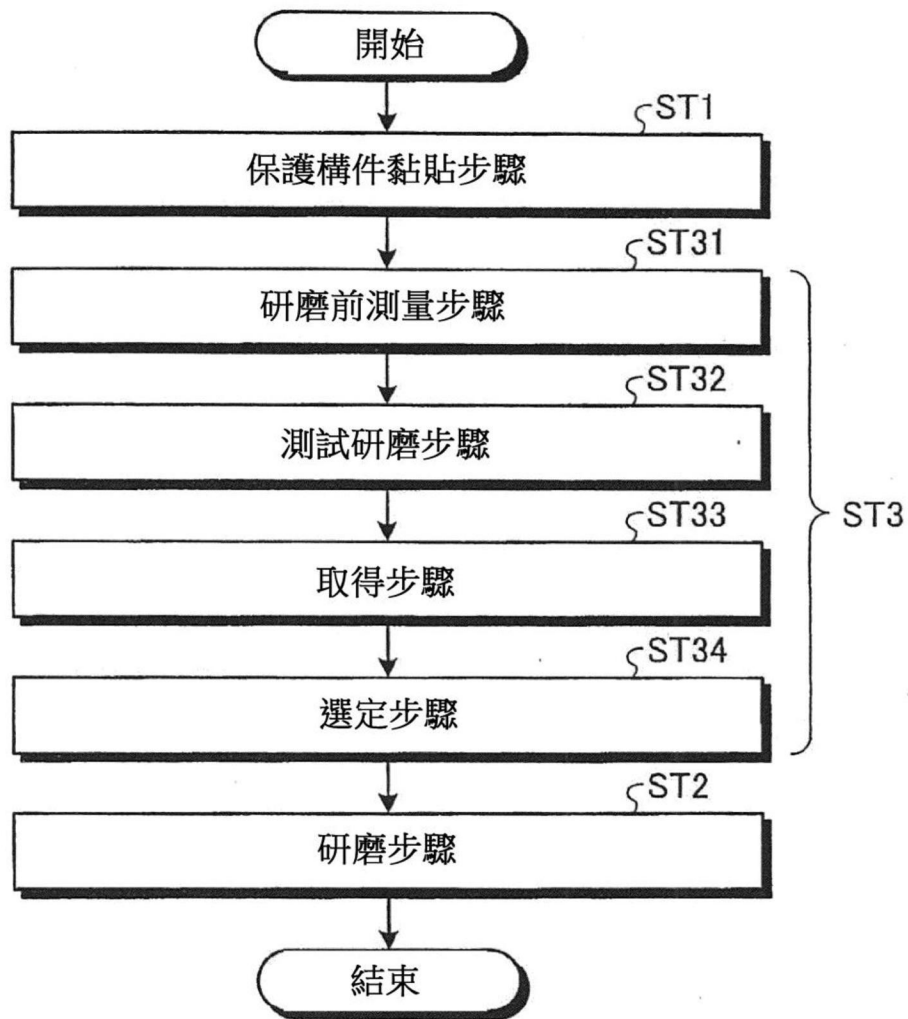 開始
ST1
保護構件黏貼步驟
ST31
研磨前測量步驟
ST32
測試研磨步驟
ST33
取得步驟
ST3
ST34
選定步驟
ST2
研磨步驟
結束